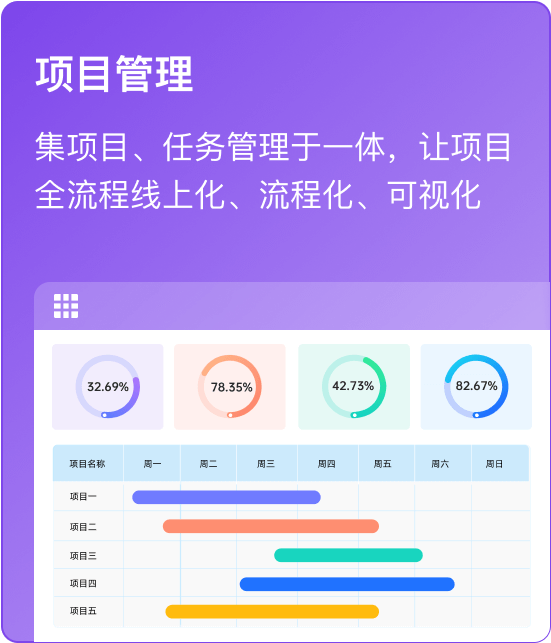 项目管理
集项目、任务管理于一体，让项目
全流程线上化、流程化、可视化
32.69% 78.35% 42.73% 82.67%
项目名称 周一 周二 周三 周四 周五 周六 周日
项目一
项目二
项目三
项目四
项目五